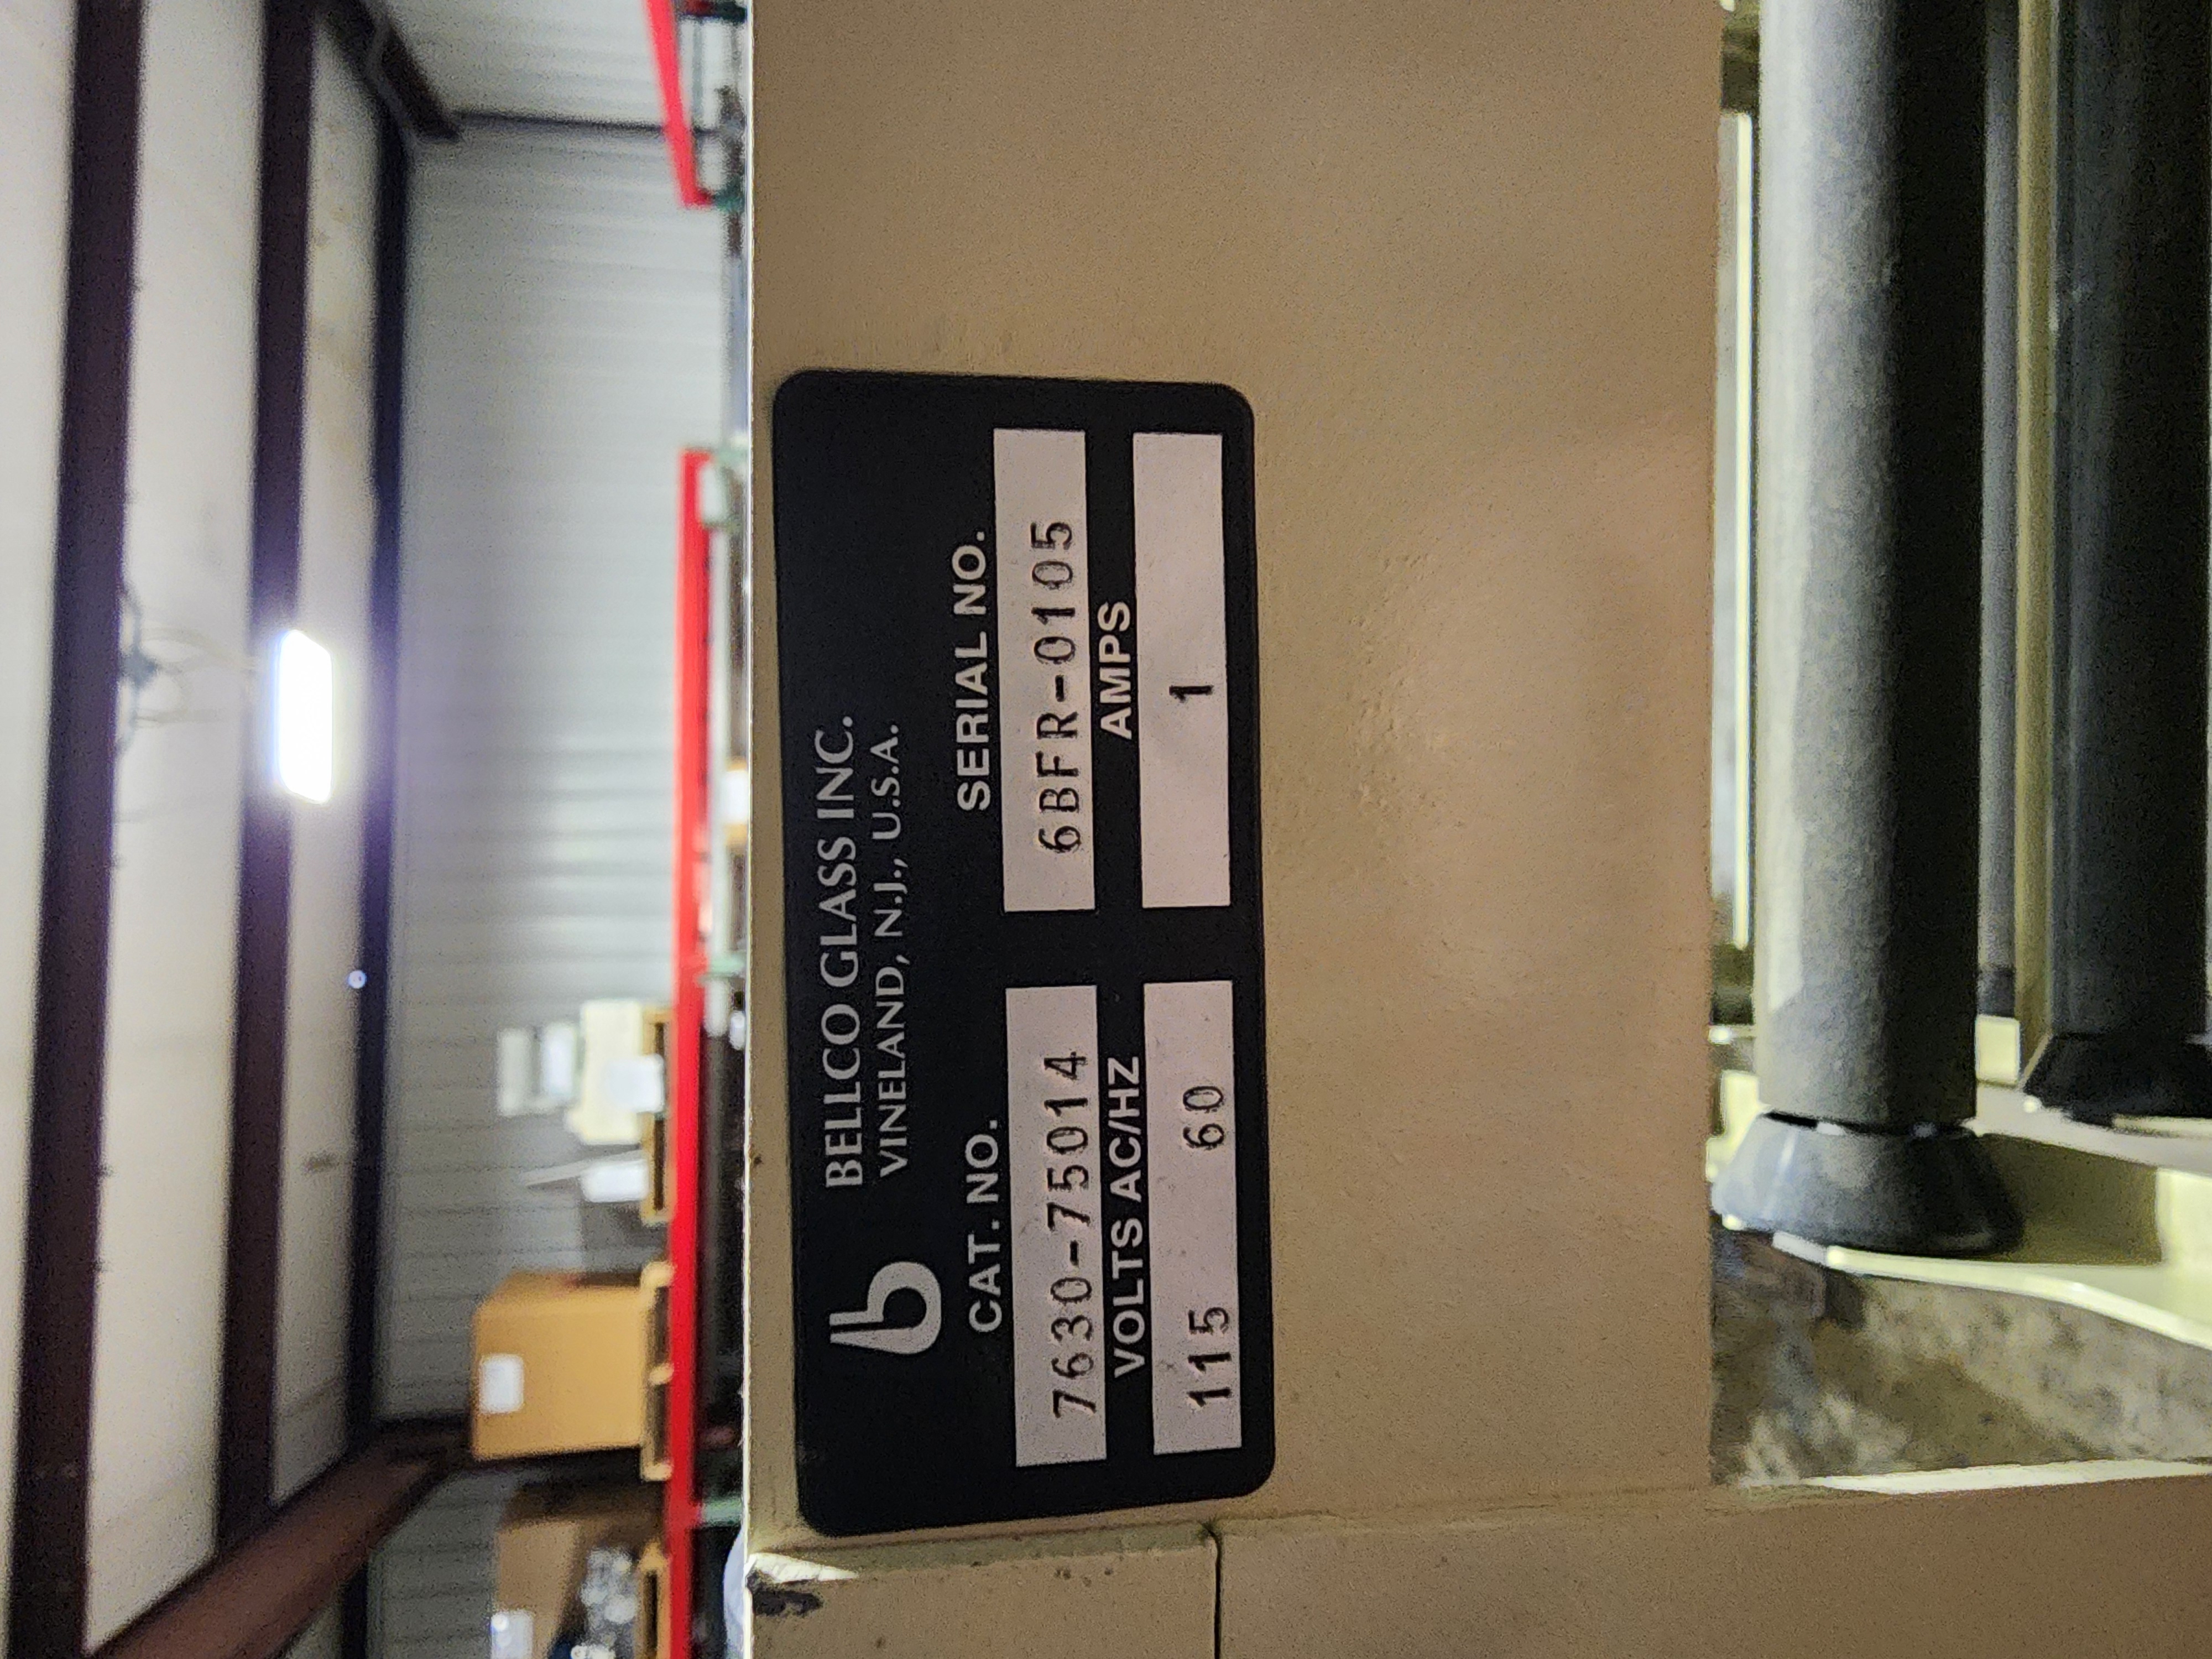 b
BELLCO GLASS INC.
VINELAND, N.J., U.S.A.
CAT. NO. SERIAL NO.
7630-75014 6BFR-0105
VOLTS AC/HZ AMPS
115 60 1